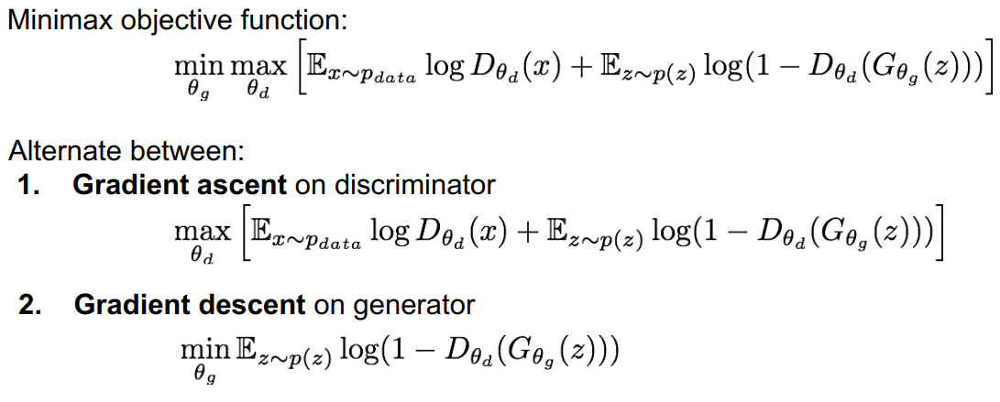 Minimax objective function:
$\min_{\theta_g} \max_{\theta_d} \left[ \mathbb{E}_{x \sim p_{data}} \log D_{\theta_d}(x) + \mathbb{E}_{z \sim p(z)} \log(1 - D_{\theta_d}(G_{\theta_g}(z))) \right]$
Alternate between:
1. Gradient ascent on discriminator
$\max_{\theta_d} \left[ \mathbb{E}_{x \sim p_{data}} \log D_{\theta_d}(x) + \mathbb{E}_{z \sim p(z)} \log(1 - D_{\theta_d}(G_{\theta_g}(z))) \right]$
2. Gradient descent on generator
$\min_{\theta_g} \mathbb{E}_{z \sim p(z)} \log(1 - D_{\theta_d}(G_{\theta_g}(z)))$